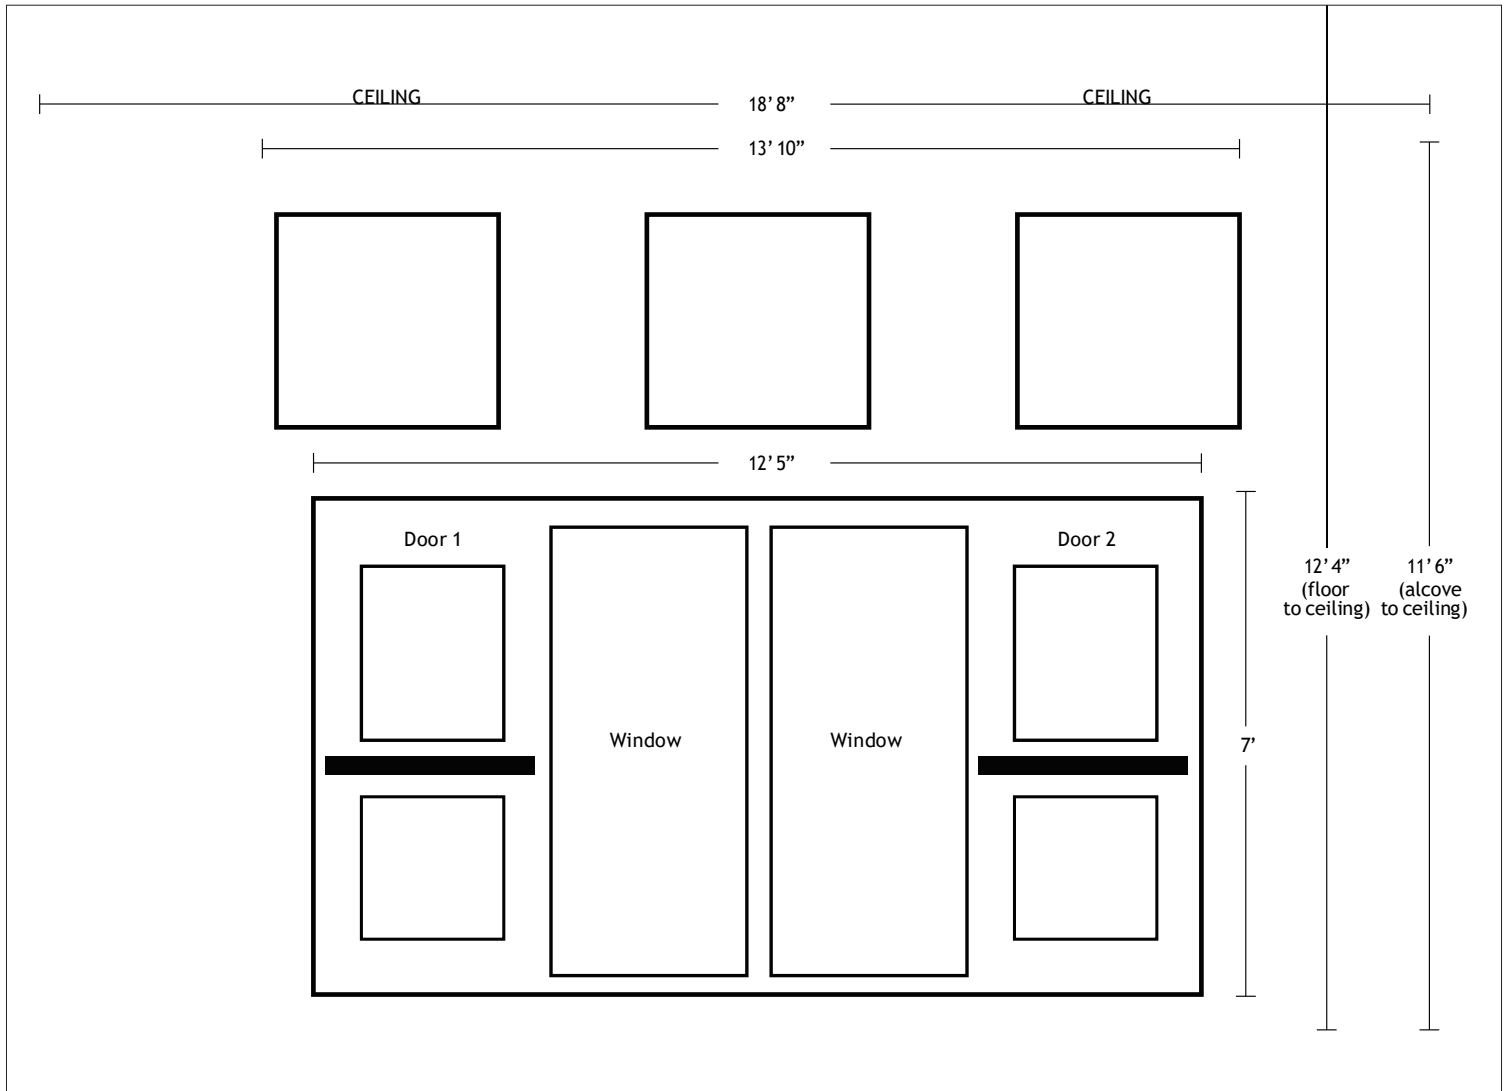 CEILING
CEILING
18’ 8”
13’ 10”
12’ 5”
Door 1
Door 2
12’ 4”
(floor
to ceiling)
11’ 6”
(alcove
to ceiling)
Window
Window
7’